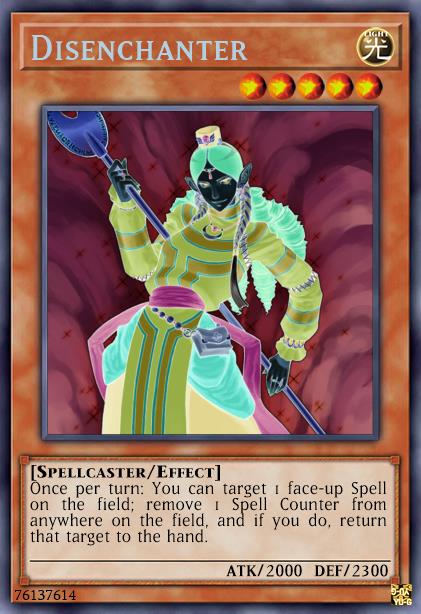 Disenchanter
LIGHT
光
[Spellcaster/Effect]
Once per turn: You can target 1 face-up Spell
on the field; remove 1 Spell Counter from
anywhere on the field, and if you do, return
that target to the hand.
ATK/2000 DEF/2300
76137614